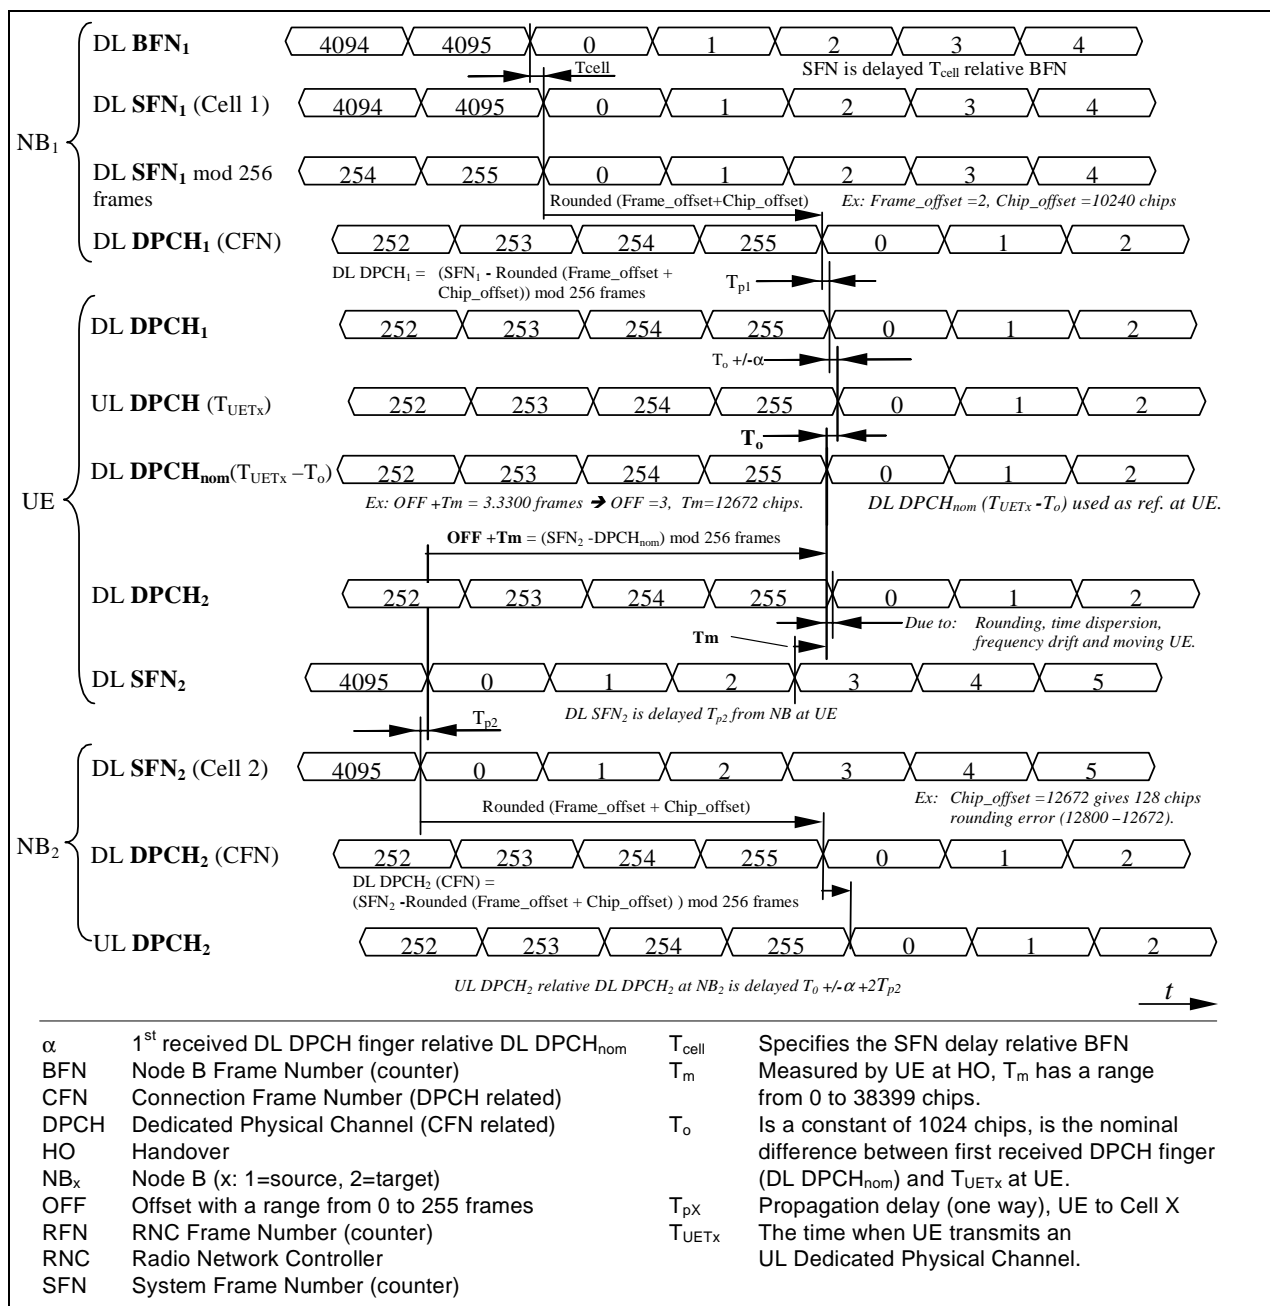 DL BFN1 4094 4095 0 1 2 3 4
Tcell SFN is delayed Tcell relative BFN
DL SFN1 (Cell 1) 4094 4095 0 1 2 3 4
NB1
DL SFN1 mod 256 frames 254 255 0 1 2 3 4
Rounded (Frame_offset+Chip_offset) Ex: Frame_offset =2, Chip_offset =10240 chips
DL DPCH1 (CFN) 252 253 254 255 0 1 2
DL DPCH1 = (SFN1 - Rounded (Frame_offset +
Chip_offset)) mod 256 frames
Tp1
DL DPCH1 252 253 254 255 0 1 2
To +/-α
UL DPCH (TUETx) 252 253 254 255 0 1 2
To
DL DPCHnom(TUETx –To) 252 253 254 255 0 1 2
UE
Ex: OFF +Tm = 3.3300 frames ➔ OFF =3, Tm=12672 chips. DL DPCHnom (TUETx -To) used as ref. at UE.
OFF +Tm = (SFN2 -DPCHnom) mod 256 frames
DL DPCH2 252 253 254 255 0 1 2
Due to: Rounding, time dispersion,
frequency drift and moving UE.
Tm
DL SFN2 4095 0 1 2 3 4 5
DL SFN2 is delayed Tp2 from NB at UE
Tp2
DL SFN2 (Cell 2) 4095 0 1 2 3 4 5
Rounded (Frame_offset + Chip_offset) Ex: Chip_offset =12672 gives 128 chips
rounding error (12800 –12672).
NB2
DL DPCH2 (CFN) 252 253 254 255 0 1 2
DL DPCH2 (CFN) =
(SFN2 -Rounded (Frame_offset + Chip_offset) ) mod 256 frames
UL DPCH2 252 253 254 255 0 1 2
UL DPCH2 relative DL DPCH2 at NB2 is delayed T0 +/-α +2Tp2
t
α 1st received DL DPCH finger relative DL DPCHnom
BFN Node B Frame Number (counter)
CFN Connection Frame Number (DPCH related)
DPCH Dedicated Physical Channel (CFN related)
HO Handover
NBx Node B (x: 1=source, 2=target)
OFF Offset with a range from 0 to 255 frames
RFN RNC Frame Number (counter)
RNC Radio Network Controller
SFN System Frame Number (counter)
Tcell Specifies the SFN delay relative BFN
Tm Measured by UE at HO, Tm has a range
from 0 to 38399 chips.
To Is a constant of 1024 chips, is the nominal
difference between first received DPCH finger
(DL DPCHnom) and TUETx at UE.
TpX Propagation delay (one way), UE to Cell X
TUETx The time when UE transmits an
UL Dedicated Physical Channel.